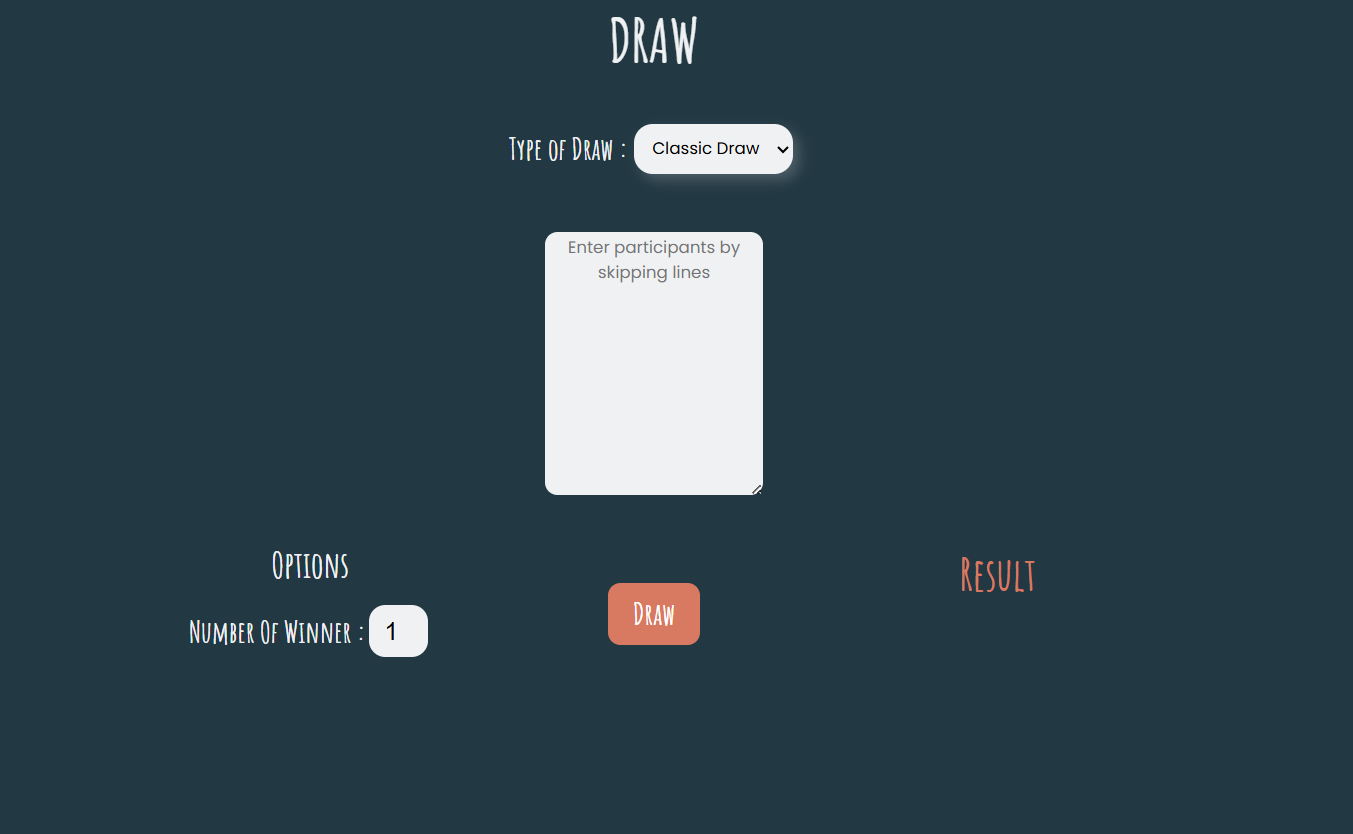 DRAW
Type of Draw :
Classic Draw
Enter participants by
skipping lines
Options
Number Of Winner :
1
Draw
Result